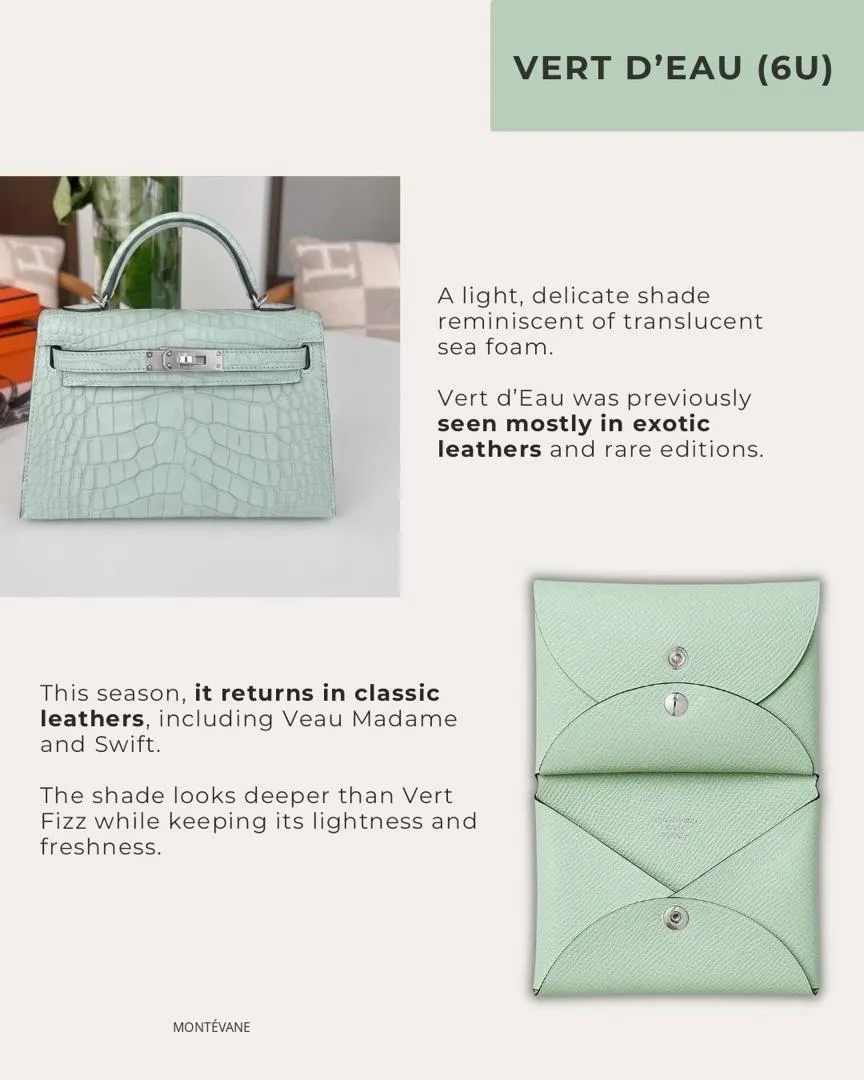 VERT D’EAU (6U)
A light, delicate shade
reminiscent of translucent
sea foam.
Vert d’Eau was previously
seen mostly in exotic
leathers and rare editions.
This season, it returns in classic
leathers, including Veau Madame
and Swift.
The shade looks deeper than Vert
Fizz while keeping its lightness and
freshness.
MONTÉVANE